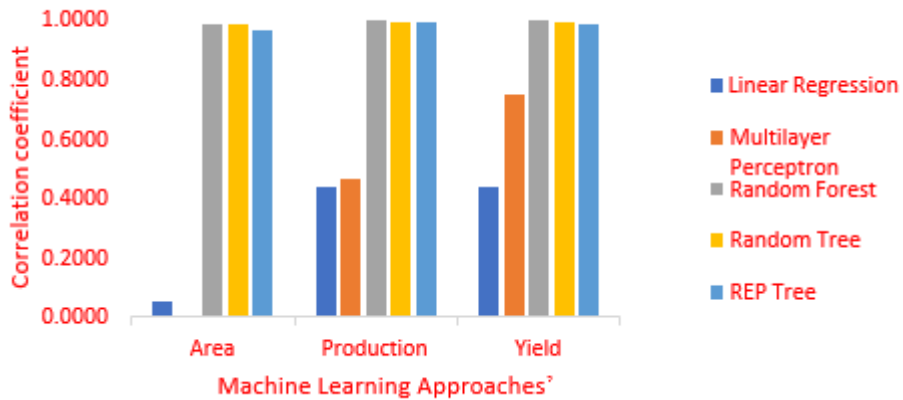 1.0000
0.8000
0.6000
0.4000
0.2000
0.0000
Correlation coefficient
Area
Production
Yield
Machine Learning Approaches’
Linear Regression
Multilayer
Perceptron
Random Forest
Random Tree
REP Tree